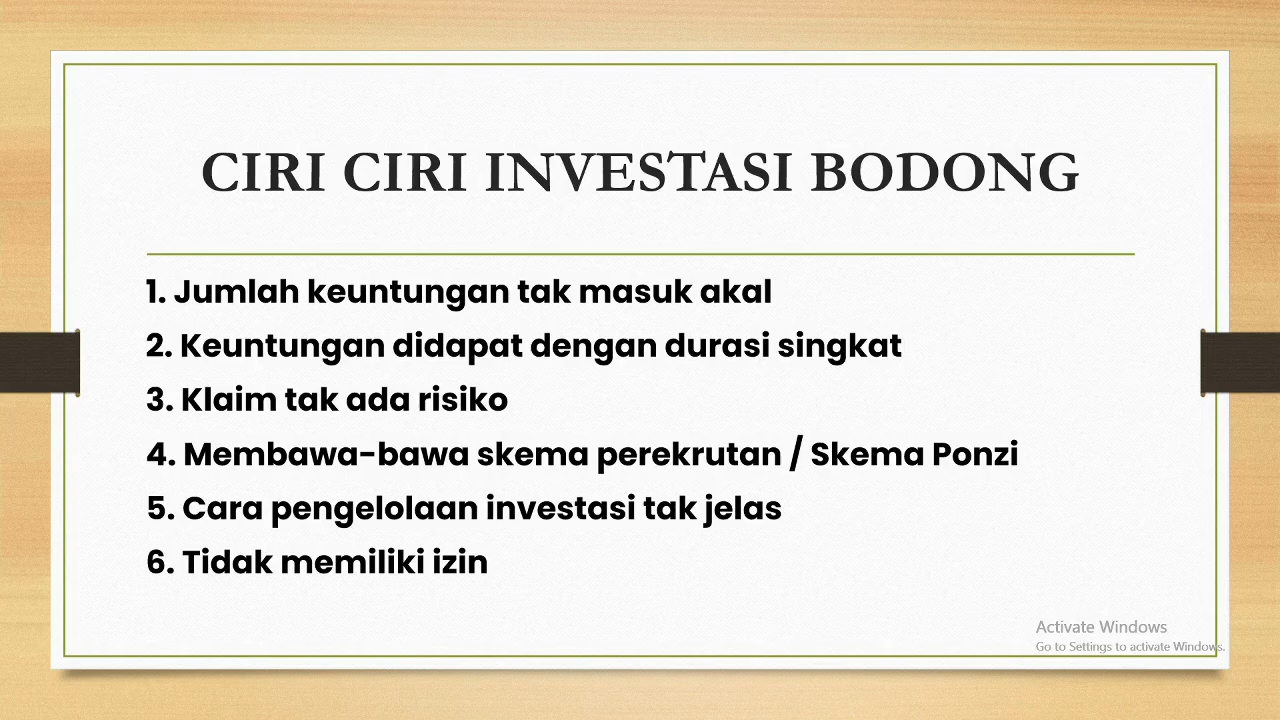 CIRI CIRI INVESTASI BODONG
1. Jumlah keuntungan tak masuk akal
2. Keuntungan didapat dengan durasi singkat
3. Klaim tak ada risiko
4. Membawa-bawa skema perekrutan / Skema Ponzi
5. Cara pengelolaan investasi tak jelas
6. Tidak memiliki izin
Activate Windows
Go to Settings to activate Windows.